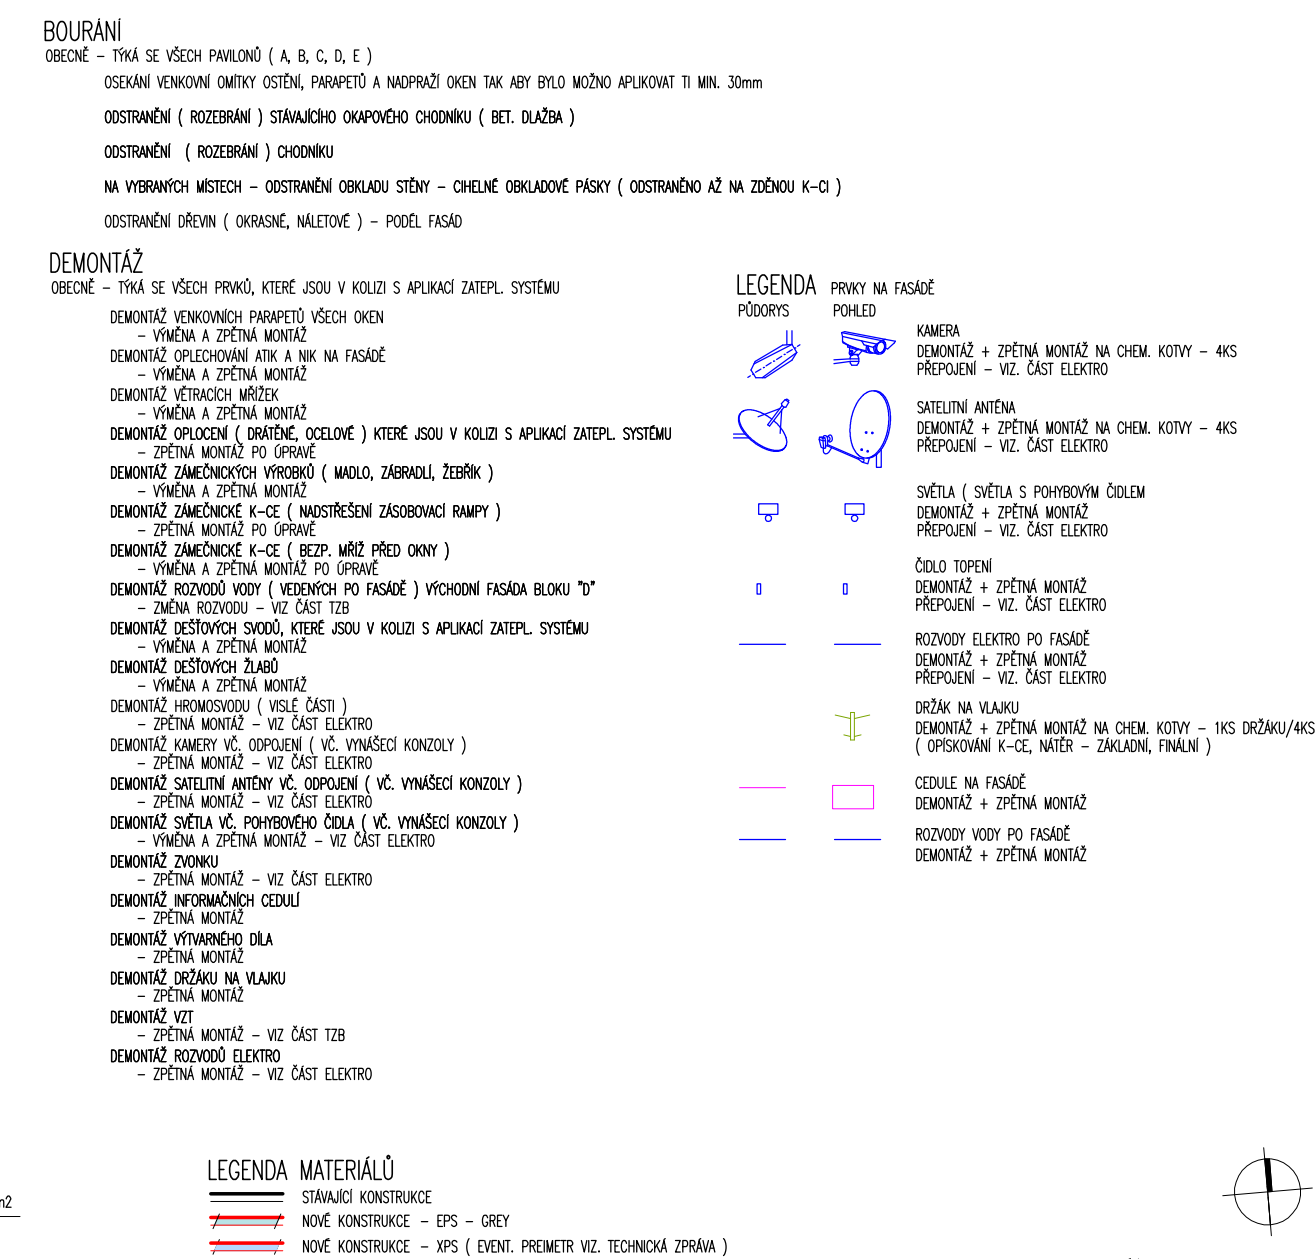 BOURÁNÍ
OBECNĚ – TÝKÁ SE VŠECH PAVILONŮ ( A, B, C, D, E )
OSEKÁNÍ VENKOVNÍ OMÍTKY OSTĚNÍ, PARAPETŮ A NADPRAŽÍ OKEN TAK ABY BYLO MOŽNO APLIKOVAT TI MIN. 30mm
ODSTRANĚNÍ ( ROZEBRÁNÍ ) STÁVAJÍCÍHO OKAPOVÉHO CHODNÍKU ( BET. DLAŽBA )
ODSTRANĚNÍ ( ROZEBRÁNÍ ) CHODNÍKU
NA VYBRANÝCH MÍSTECH – ODSTRANĚNÍ OBKLADU STĚNY – CIHELNÉ OBKLADOVÉ PÁSKY ( ODSTRANĚNO AŽ NA ZDĚNOU K–CI )
ODSTRANĚNÍ DŘEVIN ( OKRASNÉ, NÁLETOVÉ ) – PODÉL FASÁD
DEMONTÁŽ
OBECNĚ – TÝKÁ SE VŠECH PRVKŮ, KTERÉ JSOU V KOLIZI S APLIKACÍ ZATEPL. SYSTÉMU
DEMONTÁŽ VENKOVNÍCH PARAPETŮ VŠECH OKEN
– VÝMĚNA A ZPĚTNÁ MONTÁŽ
DEMONTÁŽ OPLECHOVÁNÍ ATIK A NIK NA FASÁDĚ
– VÝMĚNA A ZPĚTNÁ MONTÁŽ
DEMONTÁŽ VĚTRACÍCH MŘÍŽEK
– VÝMĚNA A ZPĚTNÁ MONTÁŽ
DEMONTÁŽ OPLOCENÍ ( DRÁTĚNÉ, OCELOVÉ ) KTERÉ JSOU V KOLIZI S APLIKACÍ ZATEPL. SYSTÉMU
– ZPĚTNÁ MONTÁŽ PO ÚPRAVĚ
DEMONTÁŽ ZÁMEČNICKÝCH VÝROBKŮ ( MADLO, ZÁBRADLÍ, ŽEBŘÍK )
– VÝMĚNA A ZPĚTNÁ MONTÁŽ
DEMONTÁŽ ZÁMEČNICKÉ K–CE ( NADSTŘEŠENÍ ZÁSOBOVACÍ RAMPY )
– ZPĚTNÁ MONTÁŽ PO ÚPRAVĚ
DEMONTÁŽ ZÁMEČNICKÉ K–CE ( BEZP. MŘÍŽ PŘED OKNY )
– VÝMĚNA A ZPĚTNÁ MONTÁŽ PO ÚPRAVĚ
DEMONTÁŽ ROZVODŮ VODY ( VEDENÝCH PO FASÁDĚ ) VÝCHODNÍ FASÁDA BLOKU "D"
– ZMĚNA ROZVODU – VIZ ČÁST TZB
DEMONTÁŽ DEŠŤOVÝCH SVODŮ, KTERÉ JSOU V KOLIZI S APLIKACÍ ZATEPL. SYSTÉMU
– VÝMĚNA A ZPĚTNÁ MONTÁŽ
DEMONTÁŽ DEŠŤOVÝCH ŽLABŮ
– VÝMĚNA A ZPĚTNÁ MONTÁŽ
DEMONTÁŽ HROMOSVODU ( VISLÉ ČÁSTI )
– ZPĚTNÁ MONTÁŽ – VIZ ČÁST ELEKTRO
DEMONTÁŽ KAMERY VČ. ODPOJENÍ ( VČ. VYNÁŠECÍ KONZOLY )
– ZPĚTNÁ MONTÁŽ – VIZ ČÁST ELEKTRO
DEMONTÁŽ SATELITNÍ ANTÉNY VČ. ODPOJENÍ ( VČ. VYNÁŠECÍ KONZOLY )
– ZPĚTNÁ MONTÁŽ – VIZ ČÁST ELEKTRO
DEMONTÁŽ SVĚTLA VČ. POHYBOVÉHO ČIDLA ( VČ. VYNÁŠECÍ KONZOLY )
– VÝMĚNA A ZPĚTNÁ MONTÁŽ – VIZ ČÁST ELEKTRO
DEMONTÁŽ ZVONKU
– ZPĚTNÁ MONTÁŽ – VIZ ČÁST ELEKTRO
DEMONTÁŽ INFORMAČNÍCH CEDULÍ
– ZPĚTNÁ MONTÁŽ
DEMONTÁŽ VÝTVARNÉHO DÍLA
– ZPĚTNÁ MONTÁŽ
DEMONTÁŽ DRŽÁKU NA VLAJKU
– ZPĚTNÁ MONTÁŽ
DEMONTÁŽ VZT
– ZPĚTNÁ MONTÁŽ – VIZ ČÁST TZB
DEMONTÁŽ ROZVODŮ ELEKTRO
– ZPĚTNÁ MONTÁŽ – VIZ ČÁST ELEKTRO
LEGENDA PRVKY NA FASÁDĚ
PŮDORYS POHLED
KAMERA
DEMONTÁŽ + ZPĚTNÁ MONTÁŽ NA CHEM. KOTVY – 4KS
PŘEPOJENÍ – VIZ. ČÁST ELEKTRO
SATELITNÍ ANTÉNA
DEMONTÁŽ + ZPĚTNÁ MONTÁŽ NA CHEM. KOTVY – 4KS
PŘEPOJENÍ – VIZ. ČÁST ELEKTRO
SVĚTLA ( SVĚTLA S POHYBOVÝM ČIDLEM
DEMONTÁŽ + ZPĚTNÁ MONTÁŽ
PŘEPOJENÍ – VIZ. ČÁST ELEKTRO
ČIDLO TOPENÍ
DEMONTÁŽ + ZPĚTNÁ MONTÁŽ
PŘEPOJENÍ – VIZ. ČÁST ELEKTRO
ROZVODY ELEKTRO PO FASÁDĚ
DEMONTÁŽ + ZPĚTNÁ MONTÁŽ
PŘEPOJENÍ – VIZ. ČÁST ELEKTRO
DRŽÁK NA VLAJKU
DEMONTÁŽ + ZPĚTNÁ MONTÁŽ NA CHEM. KOTVY – 1KS DRŽÁKU/4KS
( OPÍSKOVÁNÍ K–CE, NÁTĚR – ZÁKLADNÍ, FINÁLNÍ )
CEDULE NA FASÁDĚ
DEMONTÁŽ + ZPĚTNÁ MONTÁŽ
ROZVODY VODY PO FASÁDĚ
DEMONTÁŽ + ZPĚTNÁ MONTÁŽ
LEGENDA MATERIÁLŮ
STÁVAJÍCÍ KONSTRUKCE
NOVÉ KONSTRUKCE – EPS – GREY
NOVÉ KONSTRUKCE – XPS ( EVENT. PREIMETR VIZ. TECHNICKÁ ZPRÁVA )